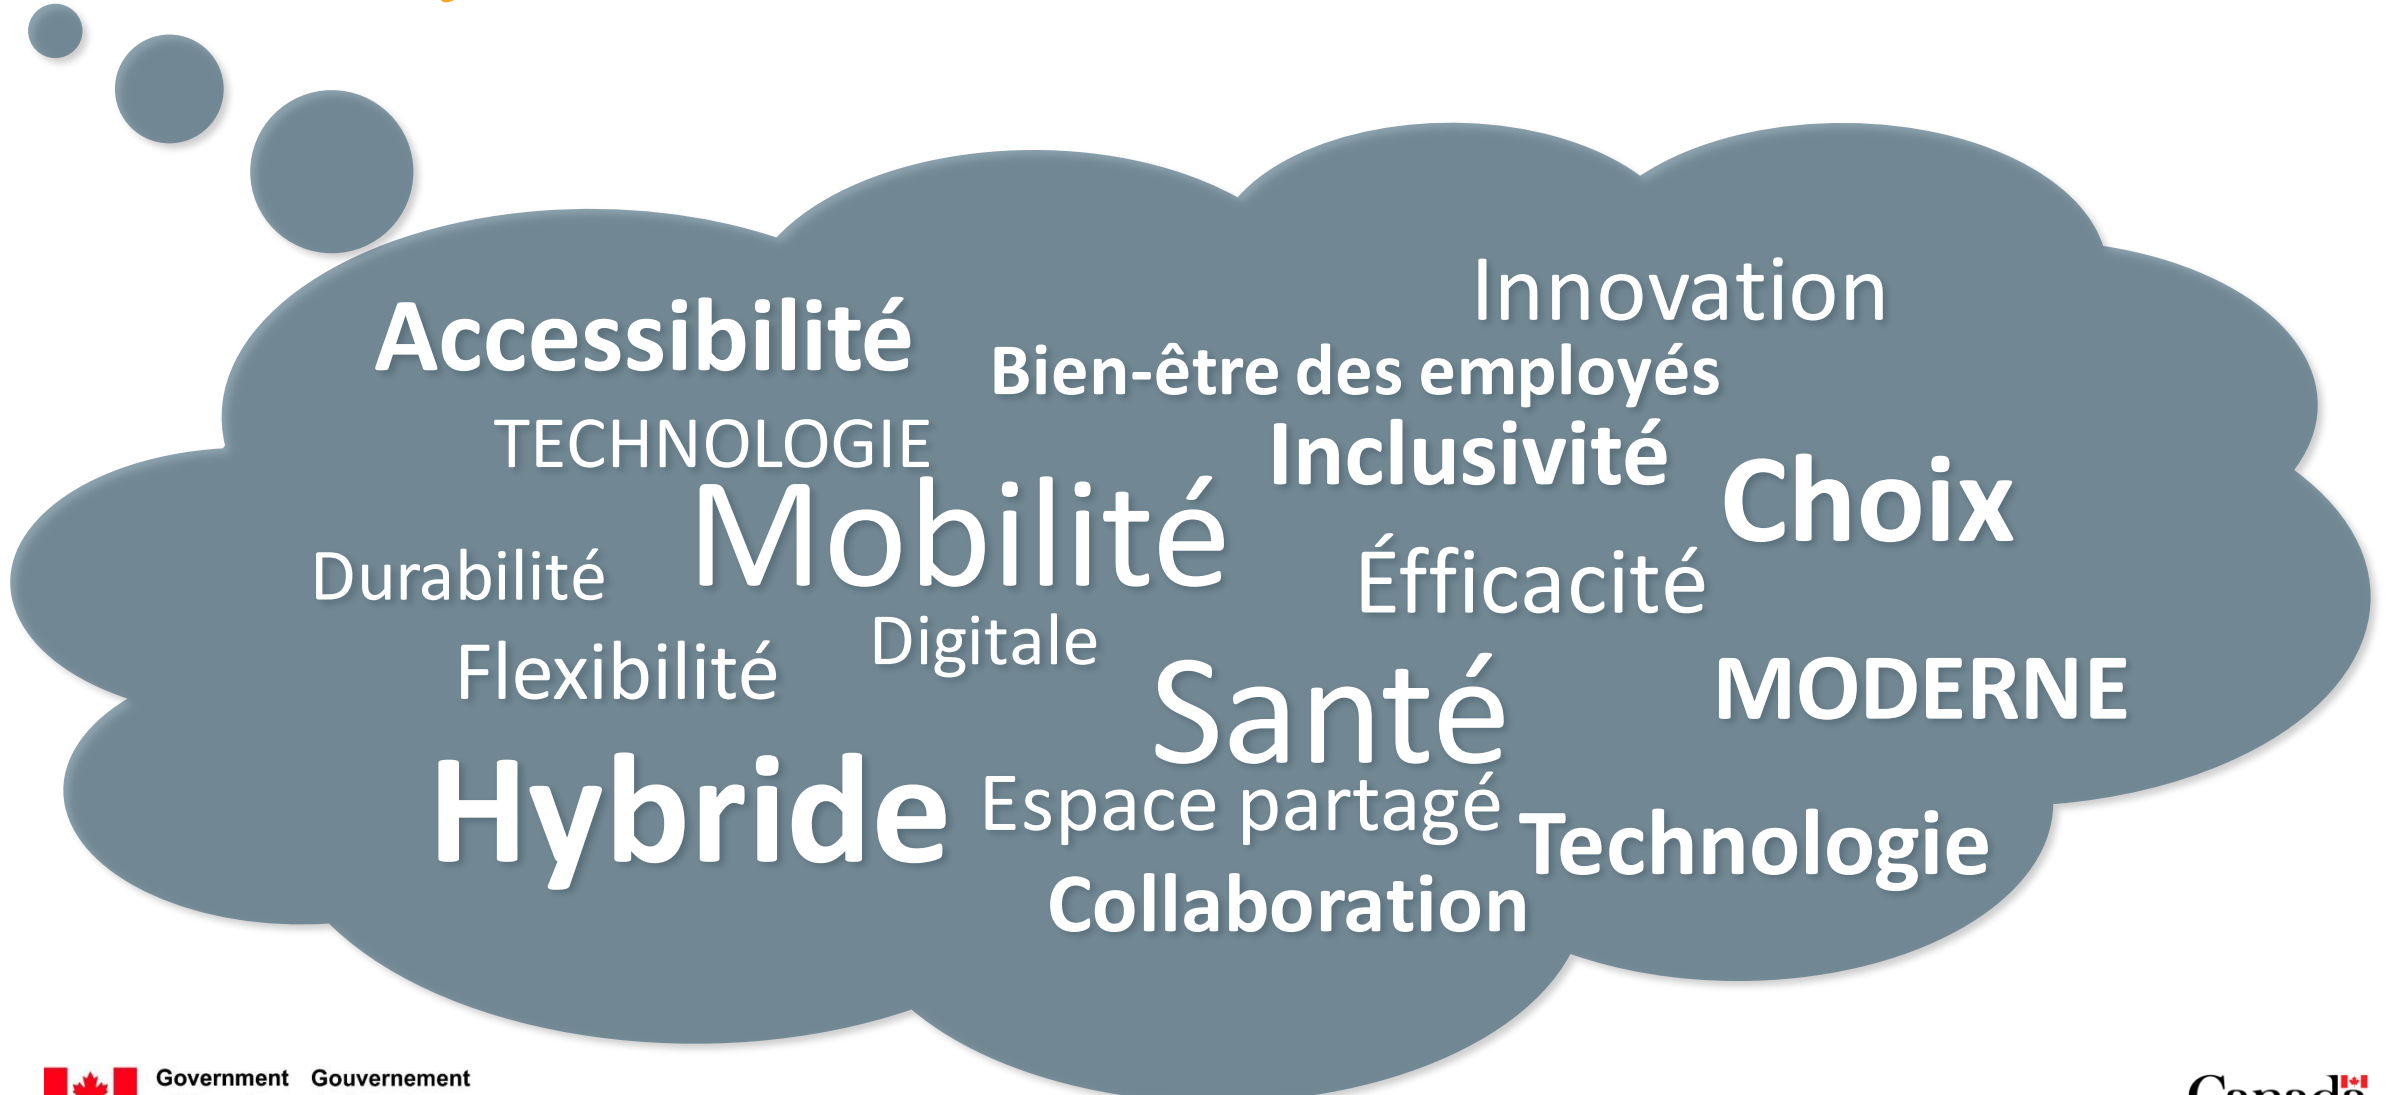 Innovation
Accessibilité
Bien-être des employés
TECHNOLOGIE
Inclusivité
Choix
Mobilité
Durabilité
Éfficacité
Digitale
Flexibilité
Santé
MODERNE
Hybride
Espace partagé
Technologie
Collaboration
Government Gouvernement
Canada